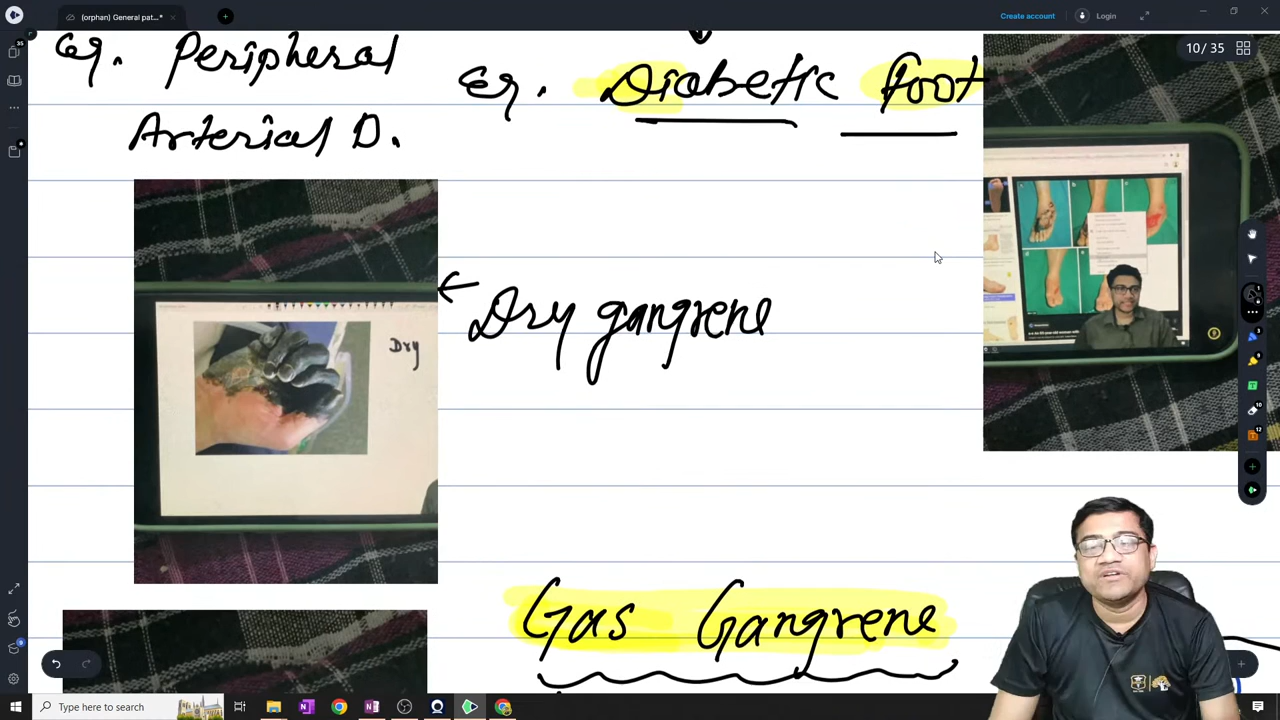 (orphan) General pat...*
Create account
Login
10 / 35
Eg. Peripheral
Arterial D.
Eg. Diabetic Foot
Dry gangrene
Dry
Gas Gangrene
Type here to search